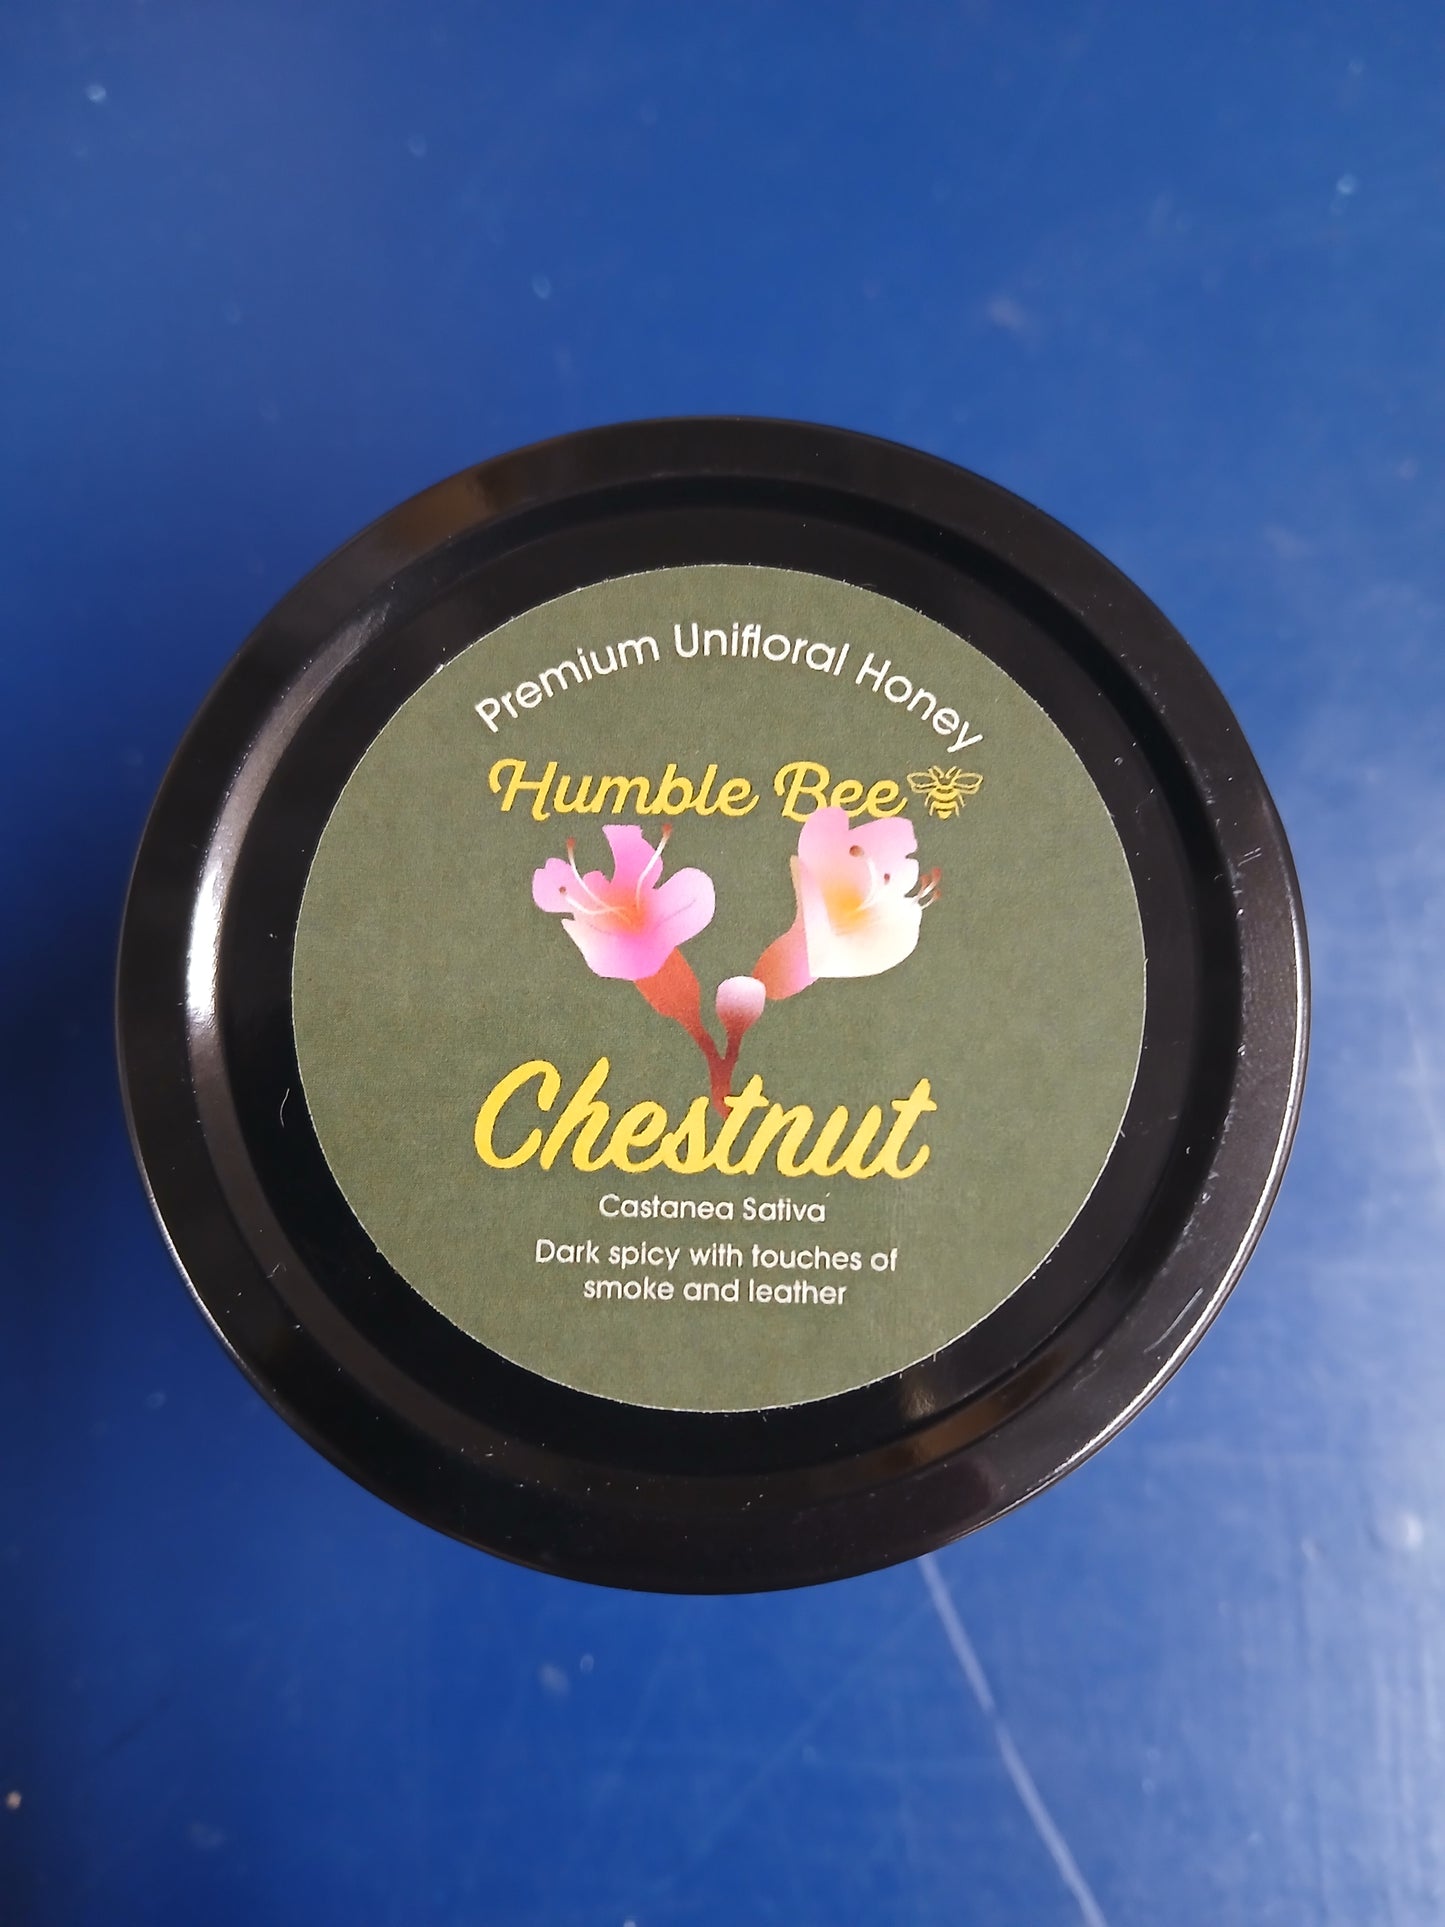 Premium Unifloral Honey
Humble Bee
Chestnut
Castanea Sativa
Dark spicy with touches of
smoke and leather